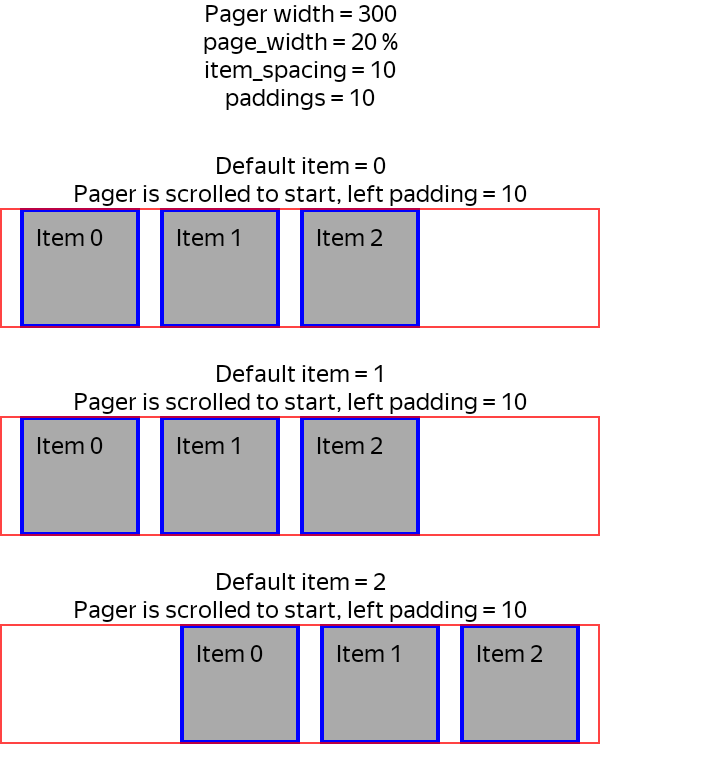 Pager width = 300
page_width = 20 %
item_spacing = 10
paddings = 10
Default item = 0
Pager is scrolled to start, left padding = 10
Item 0 Item 1 Item 2
Default item = 1
Pager is scrolled to start, left padding = 10
Item 0 Item 1 Item 2
Default item = 2
Pager is scrolled to start, left padding = 10
Item 0 Item 1 Item 2